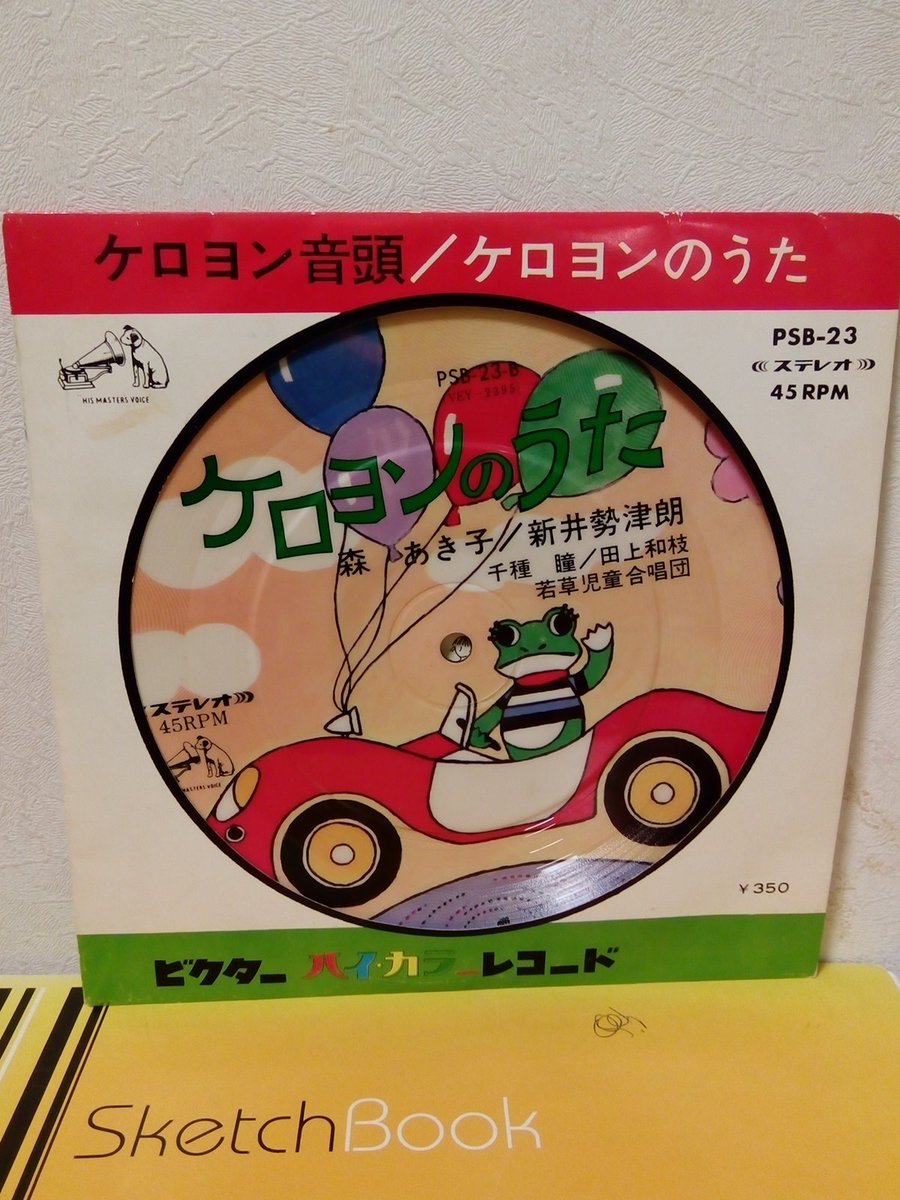 ケロヨン音頭/ケロヨンのうた
HIS MASTERS VOICE
PSB-23
ステレオ
45RPM
PSB-23-B
VEY-2395
ケロヨンのうた
森 あき子/新井勢津朗
千種 瞳/田上和枝
若草児童合唱団
ステレオ
45RPM
MASTERS VOICE
¥350
ビクター ハイ・カラーレコード
SketchBook